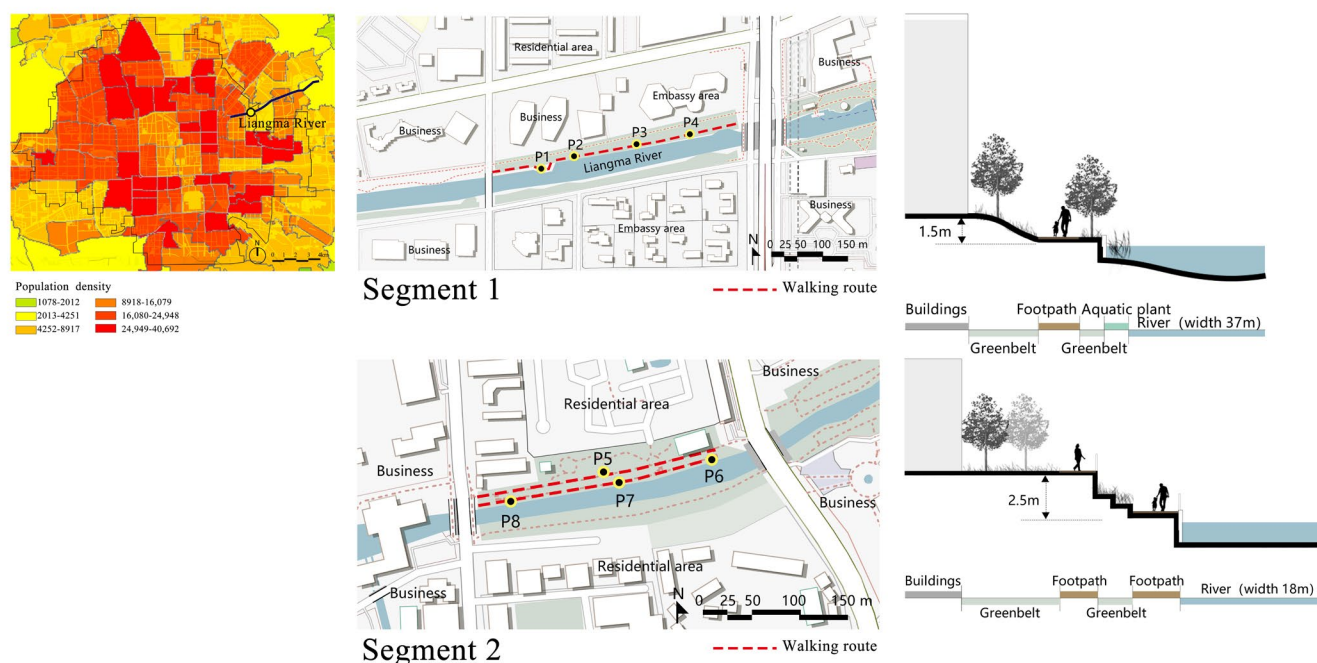 Liangma River
N
0 1 2 4km
Population density
1078-2012
2013-4251
4252-8917
8918-16,079
16,080-24,948
24,949-40,692
Residential area
Business
Business
Business
Embassy area
P1
P2
P3
P4
Liangma River
Embassy area
Business
Business
N
0 25 50 100 150 m
Segment 1
Walking route
1.5m
Buildings
Footpath
Aquatic plant
River (width 37m)
Greenbelt
Greenbelt
Business
Residential area
Business
P5
P6
P7
P8
Business
Residential area
Business
N
0 25 50 100 150 m
Segment 2
Walking route
2.5m
Buildings
Footpath
Footpath
River (width 18m)
Greenbelt
Greenbelt